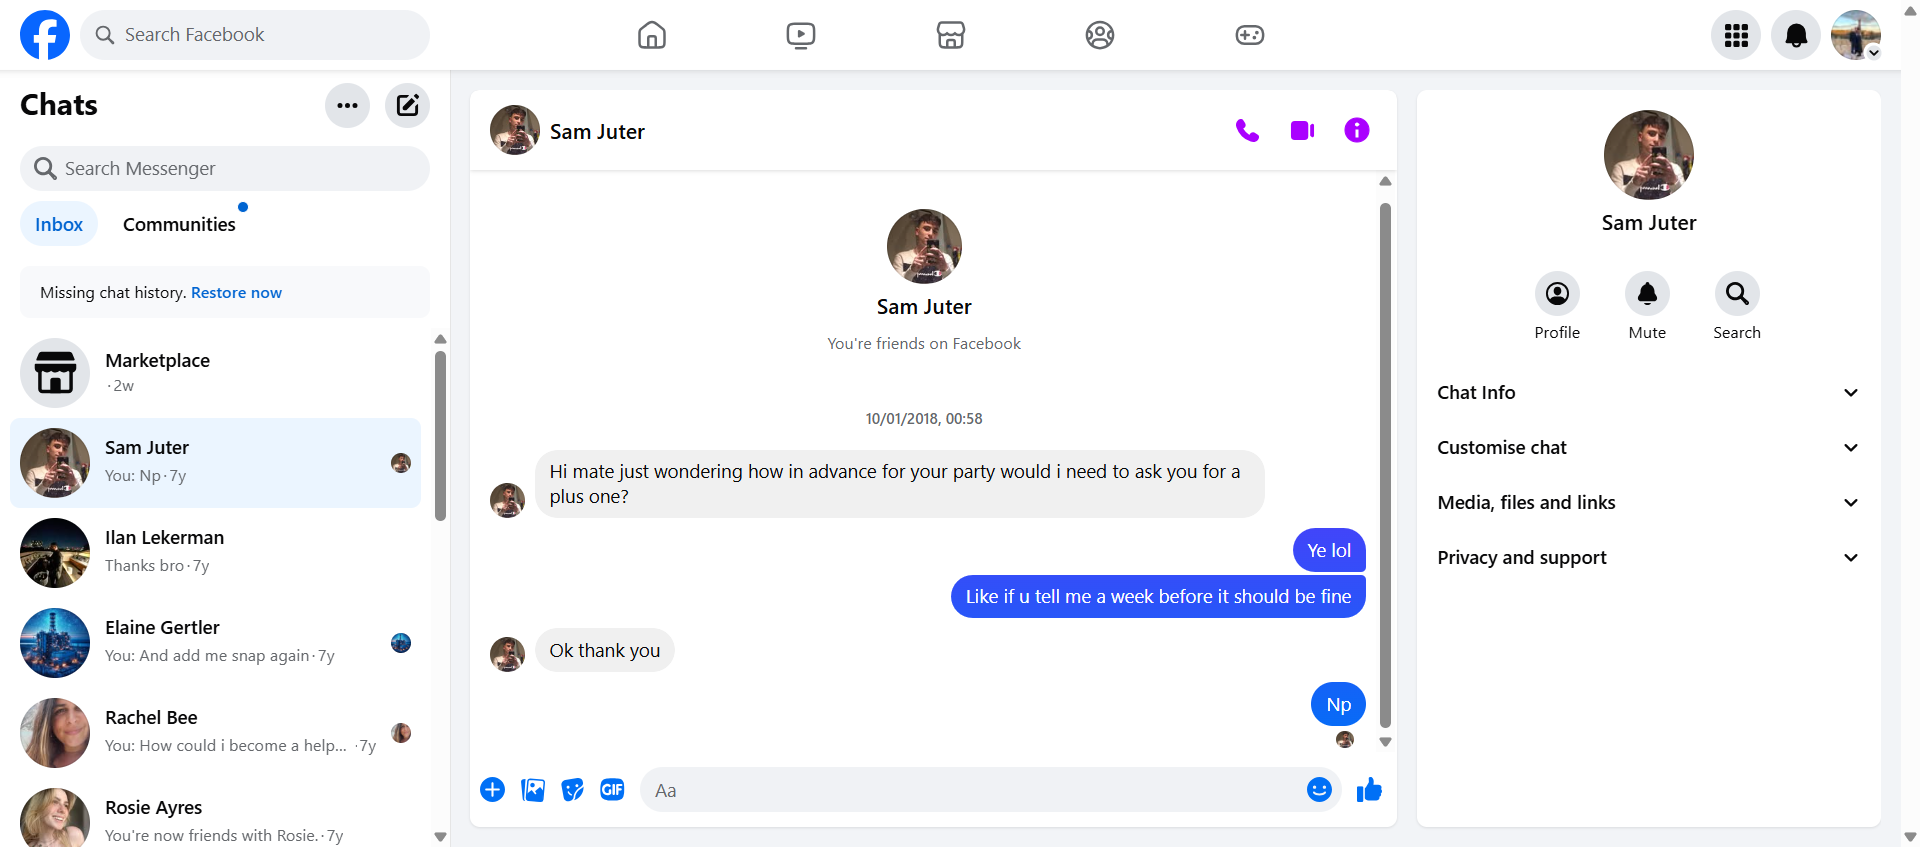 Search Facebook
Chats
Search Messenger
Inbox
Communities
Missing chat history. Restore now
Marketplace
· 2w
Sam Juter
You: Np · 7y
Ilan Lekerman
Thanks bro · 7y
Elaine Gertler
You: And add me snap again · 7y
Rachel Bee
You: How could i become a help... · 7y
Rosie Ayres
You're now friends with Rosie. · 7y
Sam Juter
Sam Juter
You're friends on Facebook
10/01/2018, 00:58
Hi mate just wondering how in advance for your party would i need to ask you for a
plus one?
Ye lol
Like if u tell me a week before it should be fine
Ok thank you
Np
GIF
Aa
Sam Juter
Profile
Mute
Search
Chat Info
Customise chat
Media, files and links
Privacy and support